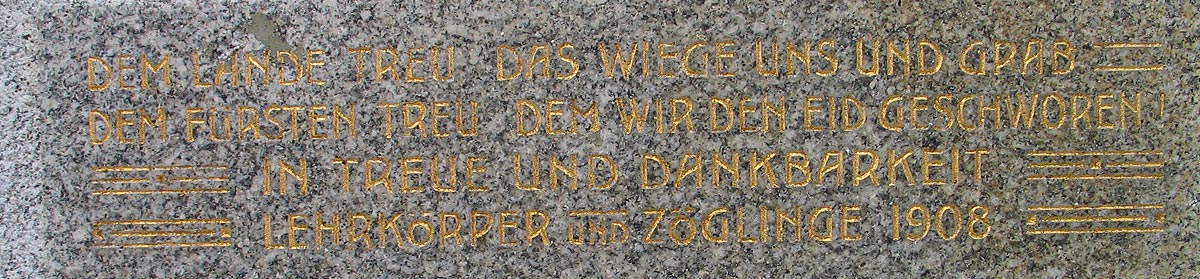 DEM LANDE TREU DAS WIEGE UNS UND GRAB
DEM FÜRSTEN TREU DEM WIR DEN EID GESCHWOREN!
IN TREUE UND DANKBARKEIT
LEHRKÖRPER UND ZÖGLINGE 1908